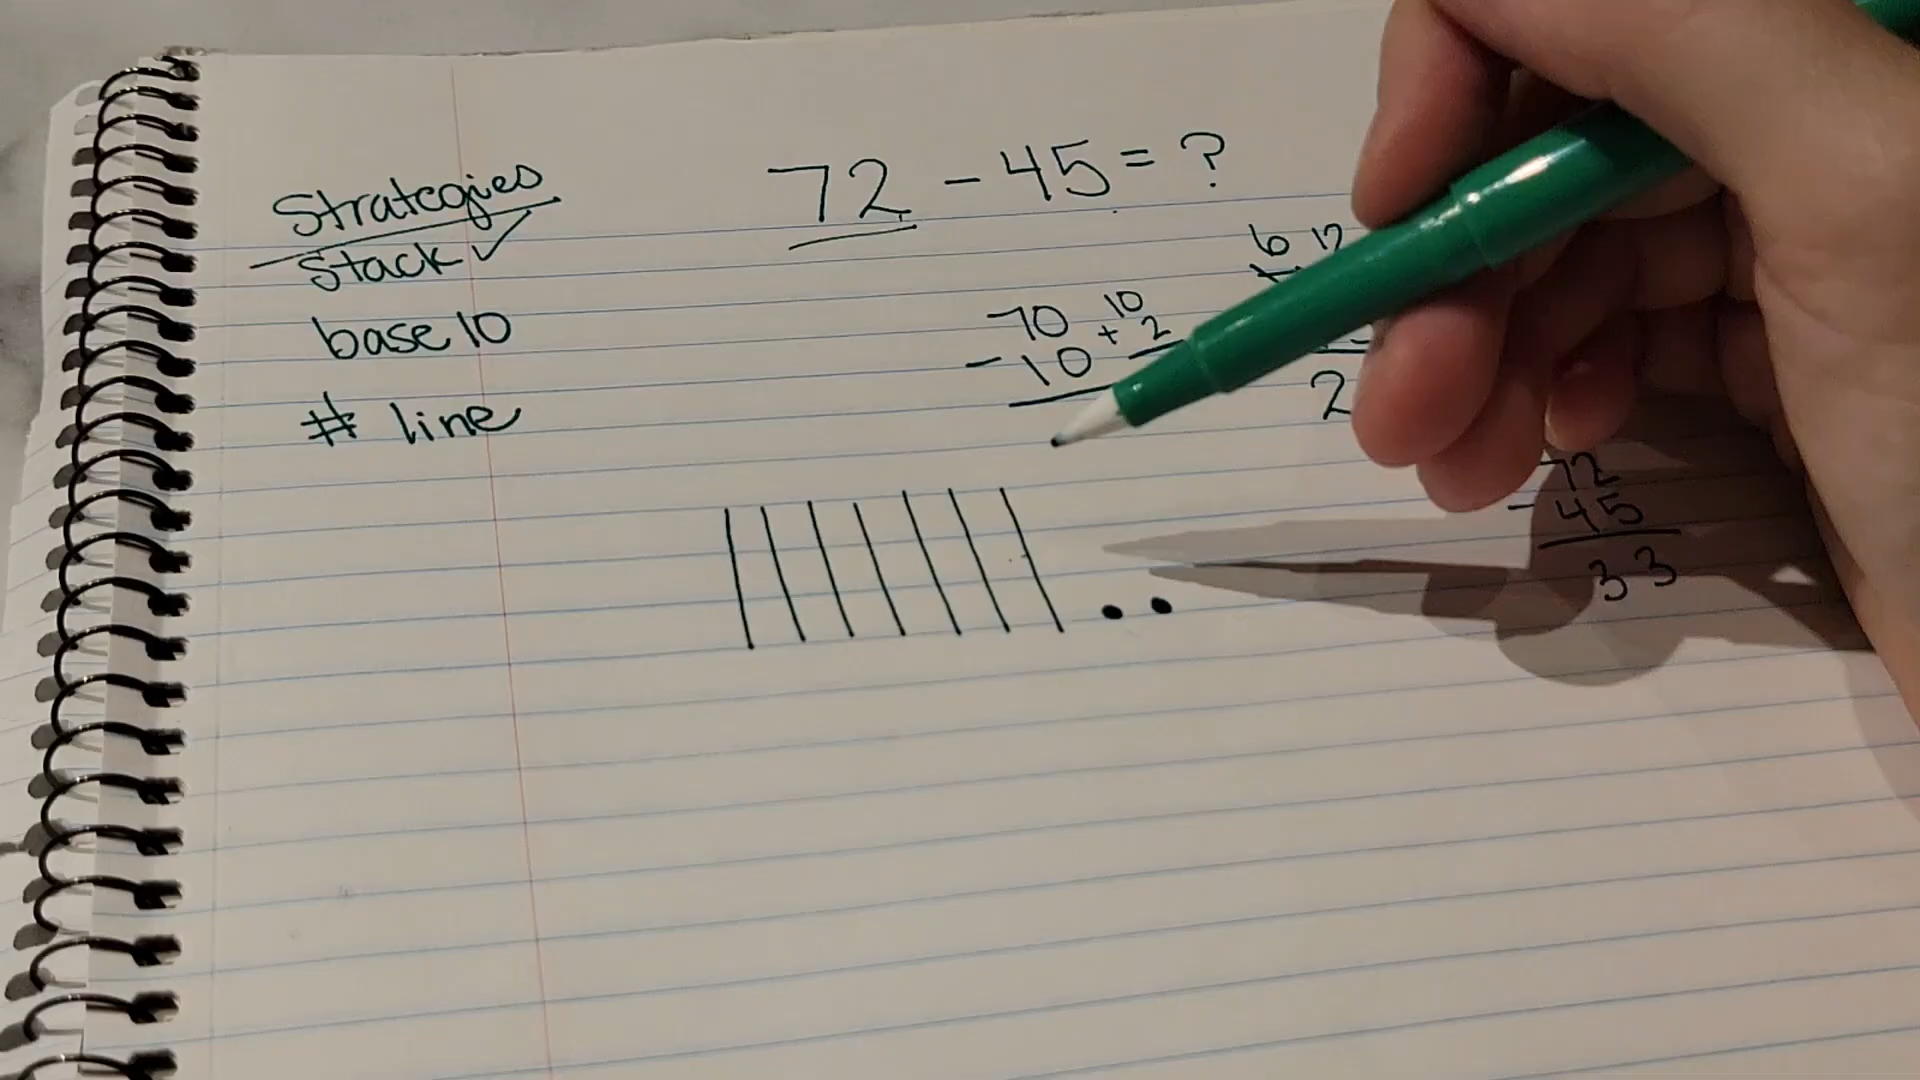 Strategies
Stack ✓
base 10
# line
72 - 45 = ?
6 12
70 + 10
2
- 10
2
72
- 45
33